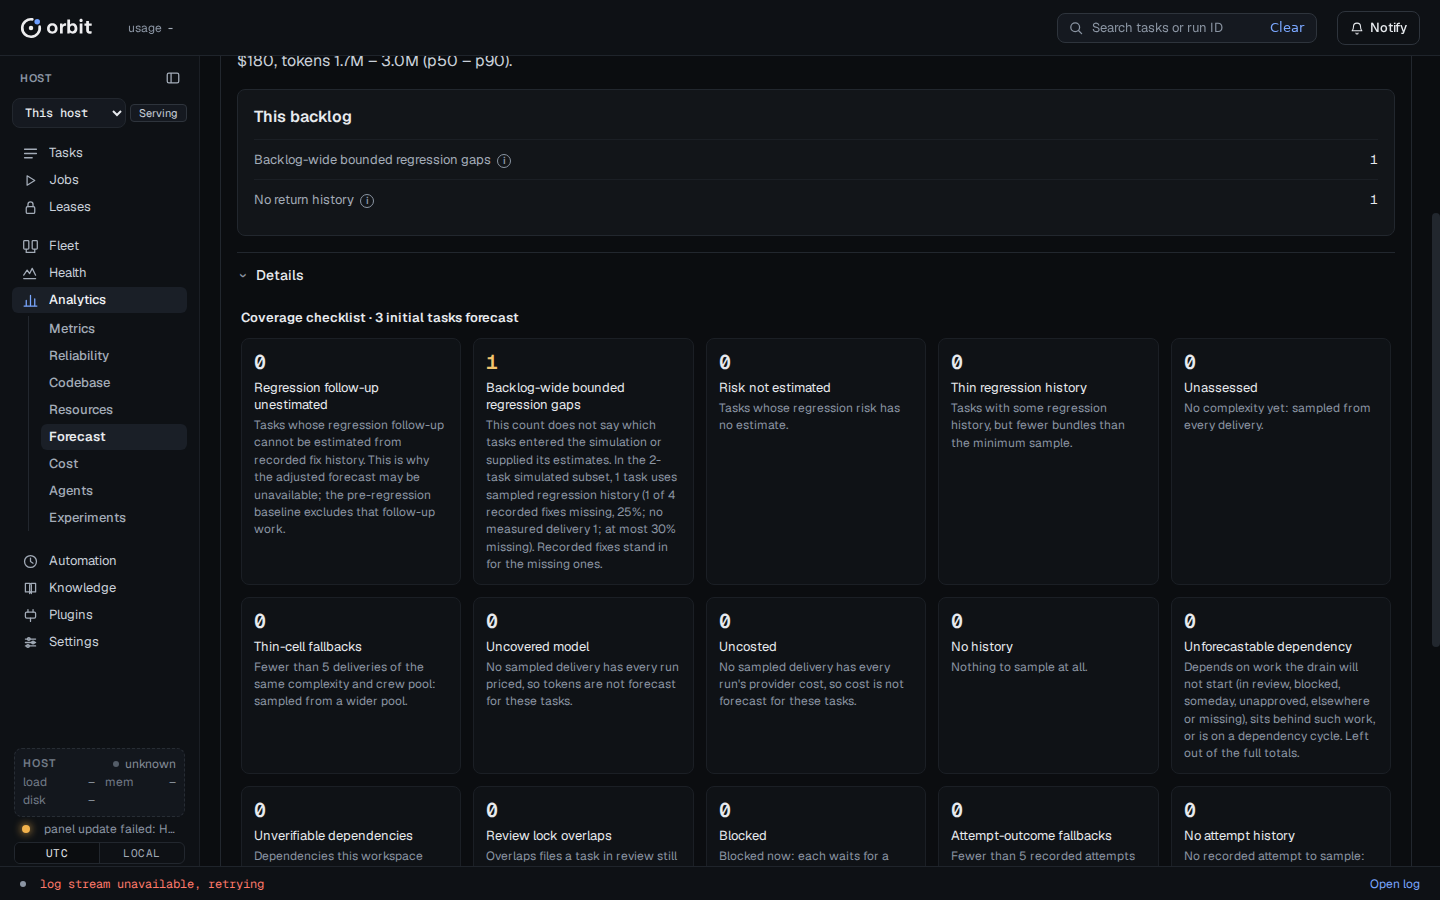 orbit
usage -
Search tasks or run ID
Clear
Notify
HOST
This host
Serving
Tasks
Jobs
Leases
Fleet
Health
Analytics
Metrics
Reliability
Codebase
Resources
Forecast
Cost
Agents
Experiments
Automation
Knowledge
Plugins
Settings
HOST
unknown
load – mem –
disk –
panel update failed: H…
UTC LOCAL
$180, tokens 1.7M – 3.0M (p50 – p90).
This backlog
Backlog-wide bounded regression gaps 1
No return history 1
Details
Coverage checklist · 3 initial tasks forecast
0
Regression follow-up
unestimated
Tasks whose regression follow-up
cannot be estimated from
recorded fix history. This is why
the adjusted forecast may be
unavailable; the pre-regression
baseline excludes that follow-up
work.
1
Backlog-wide bounded
regression gaps
This count does not say which
tasks entered the simulation or
supplied its estimates. In the 2-
task simulated subset, 1 task uses
sampled regression history (1 of 4
recorded fixes missing, 25%; no
measured delivery 1; at most 30%
missing). Recorded fixes stand in
for the missing ones.
0
Risk not estimated
Tasks whose regression risk has
no estimate.
0
Thin regression history
Tasks with some regression
history, but fewer bundles than
the minimum sample.
0
Unassessed
No complexity yet: sampled from
every delivery.
0
Thin-cell fallbacks
Fewer than 5 deliveries of the
same complexity and crew pool:
sampled from a wider pool.
0
Uncovered model
No sampled delivery has every run
priced, so tokens are not forecast
for these tasks.
0
Uncosted
No sampled delivery has every
run's provider cost, so cost is not
forecast for these tasks.
0
No history
Nothing to sample at all.
0
Unforecastable dependency
Depends on work the drain will
not start (in review, blocked,
someday, unapproved, elsewhere
or missing), sits behind such work,
or is on a dependency cycle. Left
out of the full totals.
0
Unverifiable dependencies
Dependencies this workspace
0
Review lock overlaps
Overlaps files a task in review still
0
Blocked
Blocked now: each waits for a
0
Attempt-outcome fallbacks
Fewer than 5 recorded attempts
0
No attempt history
No recorded attempt to sample:
log stream unavailable, retrying
Open log